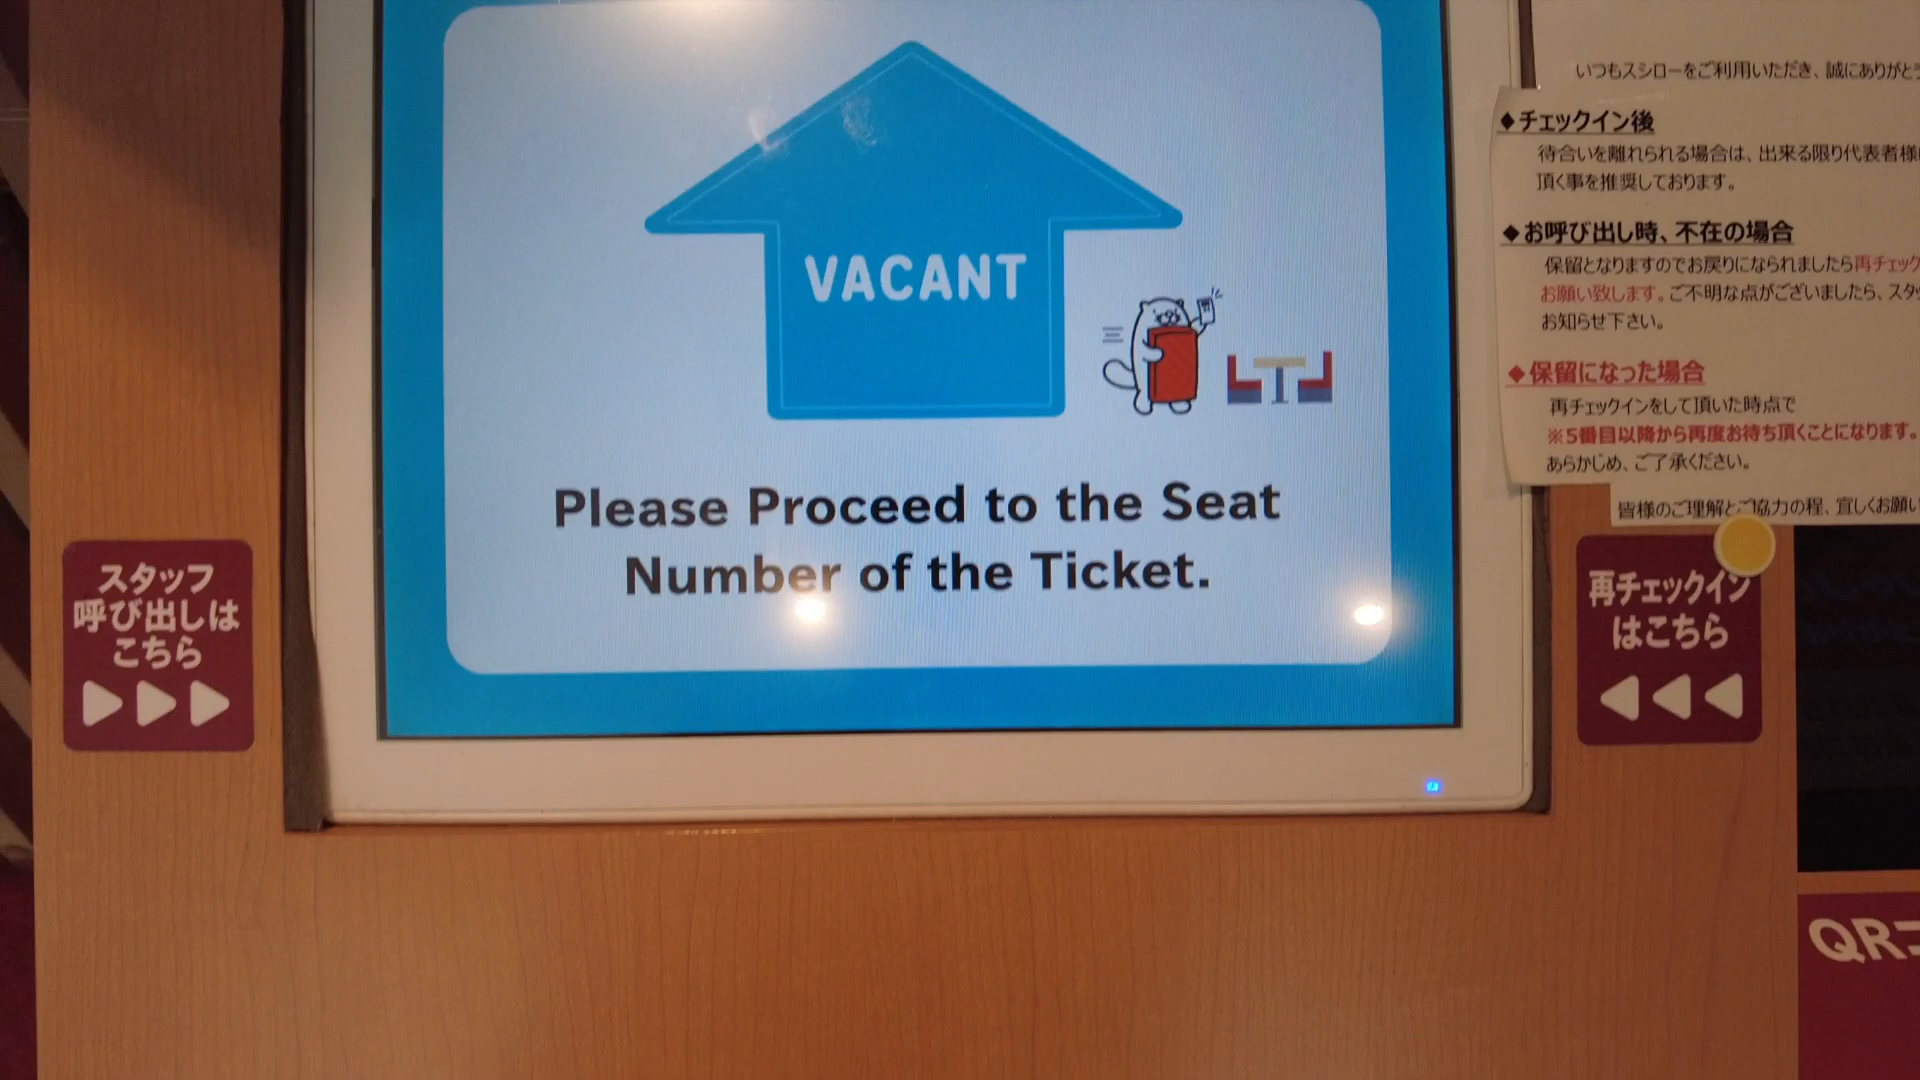 VACANT
Please Proceed to the Seat
Number of the Ticket.
スタッフ
呼び出しは
こちら
いつもスシローをご利用いただき、誠にありがとう
◆チェックイン後
待合いを離れられる場合は、出来る限り代表者様
頂く事を推奨しております。
◆お呼び出し時、不在の場合
保留となりますのでお戻りになられましたら再チェック
お願い致します。ご不明な点がございましたら、スタッ
お知らせ下さい。
◆保留になった場合
再チェックインをして頂いた時点で
※5番目以降から再度お待ち頂くことになります。
あらかじめ、ご了承ください。
皆様のご理解とご協力の程、宜しくお願い
再チェックイン
はこちら
QRコ